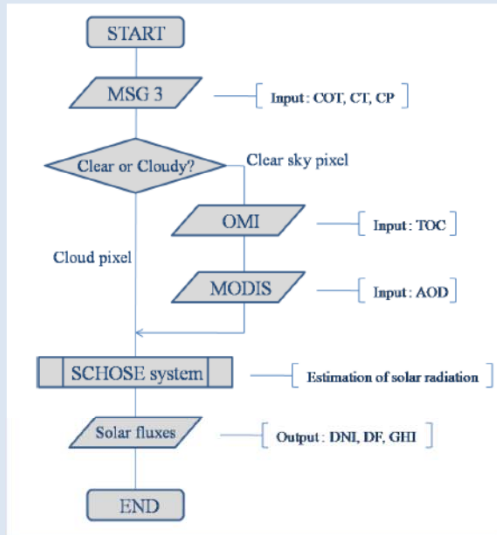 START
MSG 3
Input : COT, CT, CP
Clear or Cloudy?
Clear sky pixel
OMI
Input : TOC
Cloud pixel
MODIS
Input : AOD
SCHOSE system
Estimation of solar radiation
Solar fluxes
Output : DNI, DF, GHI
END